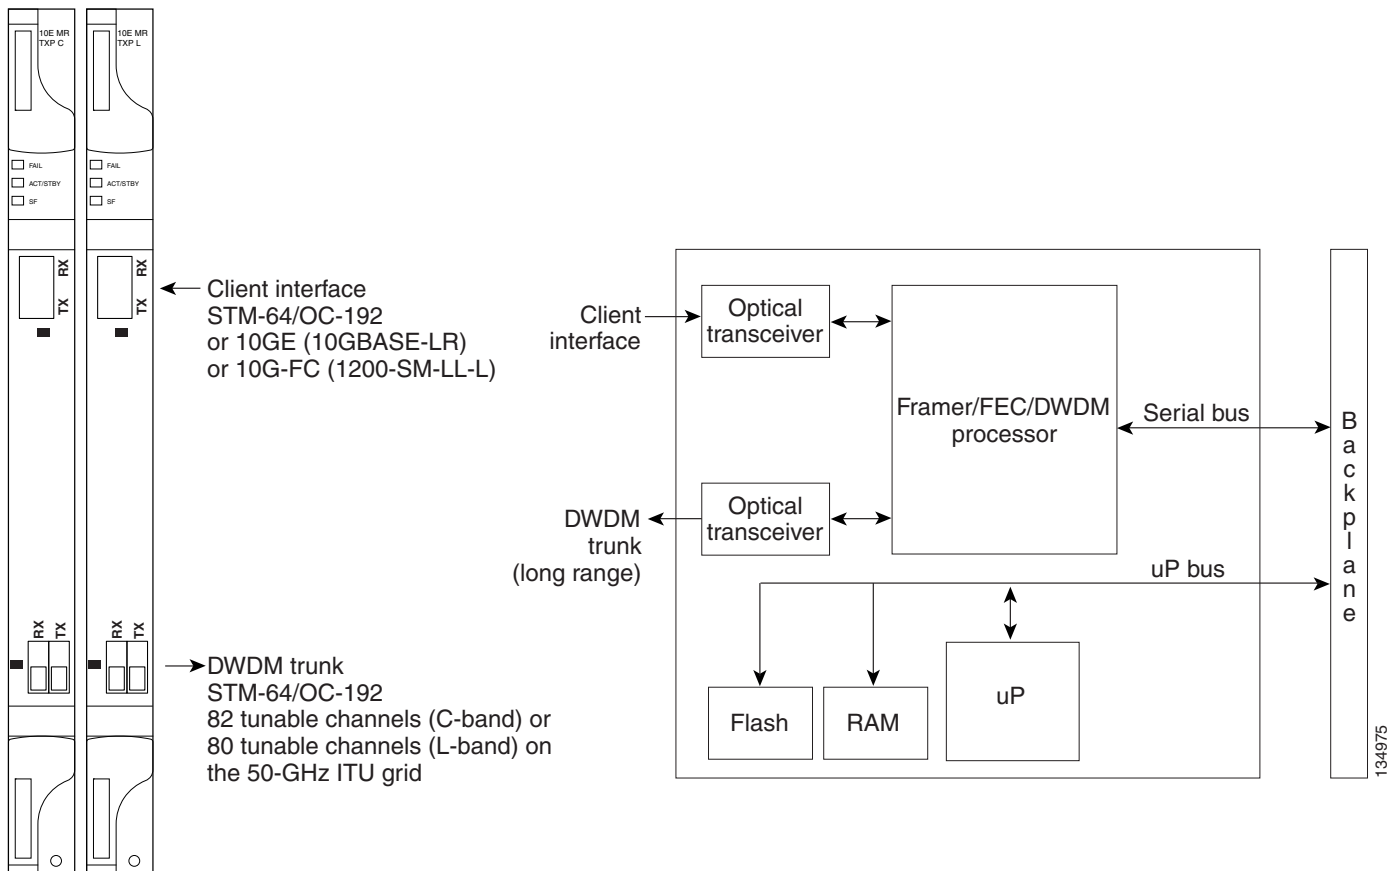 10E MR
TXP C
10E MR
TXP L
FAIL
ACT/STBY
SF
FAIL
ACT/STBY
SF
RX
TX
RX
TX
Client interface
STM-64/OC-192
or 10GE (10GBASE-LR)
or 10G-FC (1200-SM-LL-L)
RX
TX
RX
TX
DWDM trunk
STM-64/OC-192
82 tunable channels (C-band) or
80 tunable channels (L-band) on
the 50-GHz ITU grid
Client
interface
Optical
transceiver
Framer/FEC/DWDM
processor
Serial bus
DWDM
trunk
(long range)
Optical
transceiver
uP bus
Flash
RAM
uP
Backplane
134975